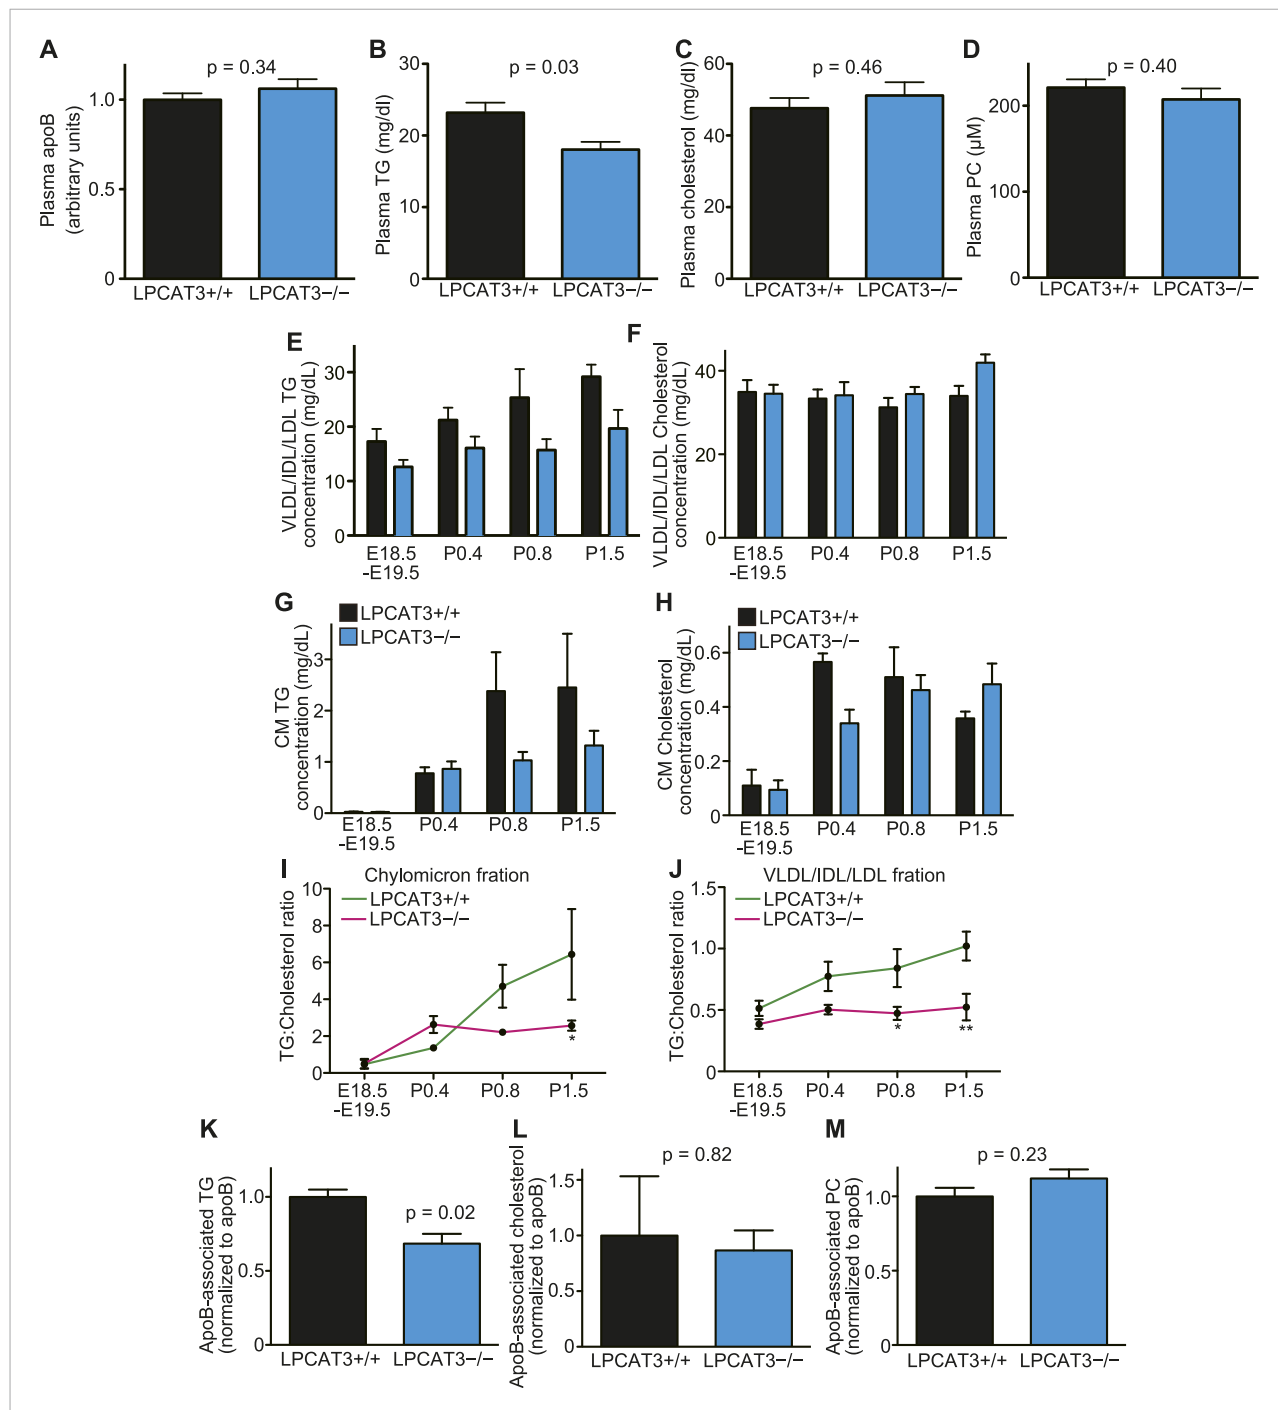 A
p = 0.34
Plasma apoB
(arbitrary units)
1.0
0.5
0
LPCAT3+/+ LPCAT3−/−
B
p = 0.03
Plasma TG (mg/dl)
30
20
10
0
LPCAT3+/+ LPCAT3−/−
C
p = 0.46
Plasma cholesterol (mg/dl)
60
40
20
0
LPCAT3+/+ LPCAT3−/−
D
p = 0.40
Plasma PC (µM)
200
100
0
LPCAT3+/+ LPCAT3−/−
E
VLDL/IDL/LDL TG
concentration (mg/dL)
30
20
10
0
E18.5
-E19.5
P0.4
P0.8
P1.5
F
VLDL/IDL/LDL Cholesterol
concentration (mg/dL)
40
20
0
E18.5
-E19.5
P0.4
P0.8
P1.5
G
LPCAT3+/+
LPCAT3−/−
CM TG
concentration (mg/dL)
3
2
1
0
E18.5
-E19.5
P0.4
P0.8
P1.5
H
LPCAT3+/+
LPCAT3−/−
CM Cholesterol
concentration (mg/dL)
0.6
0.4
0.2
0
E18.5
-E19.5
P0.4
P0.8
P1.5
I
Chylomicron fration
LPCAT3+/+
LPCAT3−/−
TG:Cholesterol ratio
10
8
6
4
2
0
*
E18.5
-E19.5
P0.4
P0.8
P1.5
J
VLDL/IDL/LDL fration
LPCAT3+/+
LPCAT3−/−
TG:Cholesterol ratio
1.5
1.0
0.5
0
*
**
E18.5
-E19.5
P0.4
P0.8
P1.5
K
p = 0.02
ApoB-associated TG
(normalized to apoB)
1.0
0.5
0
LPCAT3+/+ LPCAT3−/−
L
p = 0.82
ApoB-associated cholesterol
(normalized to apoB)
1.5
1.0
0.5
0
LPCAT3+/+ LPCAT3−/−
M
p = 0.23
ApoB-associated PC
(normalized to apoB)
1.0
0.5
0
LPCAT3+/+ LPCAT3−/−